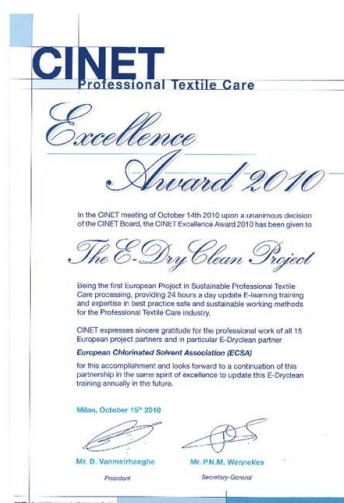 CINET
Professional Textile Care
Excellence
Award 2010
In the CINET meeting of October 14th 2010 upon a unanimous decision
of the CINET Board, the CINET Excellence Award 2010 has been given to
The E-Dry Clean Project
Being the first European Project in Sustainable Professional Textile
Care processing, providing 24 hours a day update E-learning training
and expertise in best practice safe and sustainable working methods
for the Professional Textile Care industry.
CINET expresses sincere gratitude for the professional work of all 15
European project partners and in particular E-Dryclean partner
European Chlorinated Solvent Association (ECSA)
for this accomplishment and looks forward to a continuation of this
partnership in the same spirit of excellence to update this E-Dryclean
training annually in the future.
Milan, October 15th 2010
Mr. D. Vanmeirhaeghe Mr. P.N.M. Wennekes
President Secretary-General